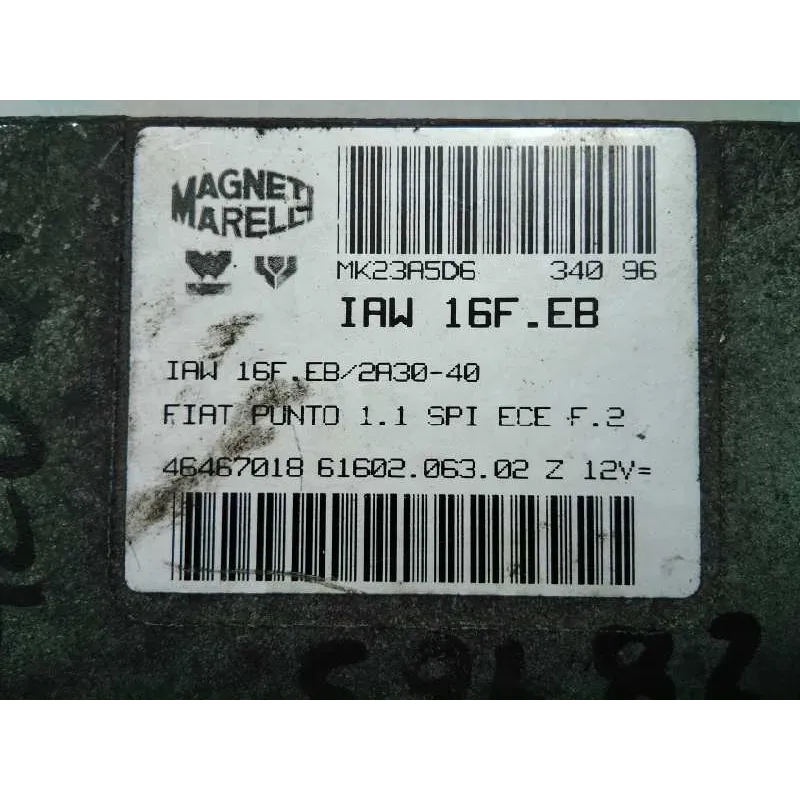 MAGNETI
MARELLI
MK23A5D6 340 96
IAW 16F.EB
IAW 16F.EB/2A30-40
FIAT PUNTO 1.1 SPI ECE F.2
46467018 61602.063.02 Z 12V=